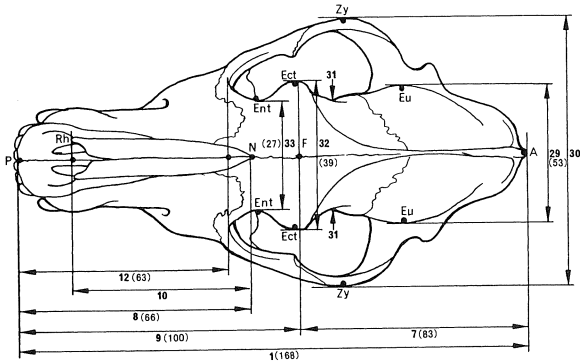 Zy
Ect
31
Ent
Eu
Rh
P
N
(27)
33
F
32
(39)
A
29
(53)
30
Ent
Ect
31
Eu
Zy
12 (63)
10
8 (66)
9 (100)
7 (83)
1 (168)